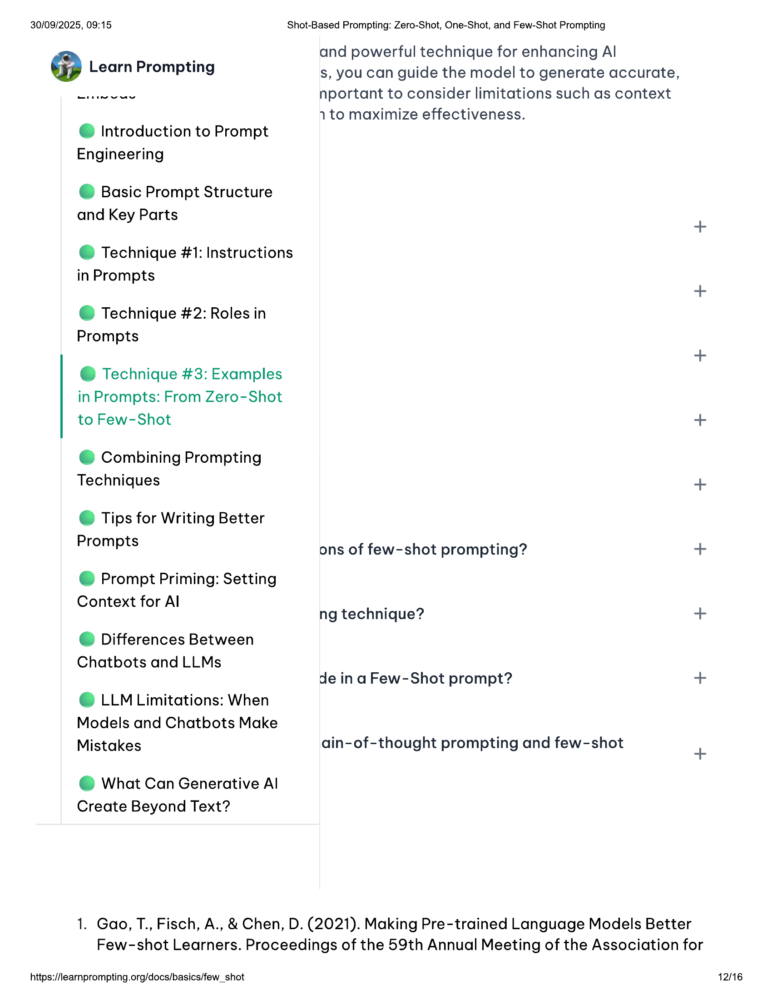 30/09/2025, 09:15
Shot-Based Prompting: Zero-Shot, One-Shot, and Few-Shot Prompting
Learn Prompting
and powerful technique for enhancing AI
s, you can guide the model to generate accurate,
mportant to consider limitations such as context
n to maximize effectiveness.
Introduction to Prompt
Engineering
Basic Prompt Structure
and Key Parts
Technique #1: Instructions
in Prompts
Technique #2: Roles in
Prompts
Technique #3: Examples
in Prompts: From Zero-Shot
to Few-Shot
Combining Prompting
Techniques
Tips for Writing Better
Prompts
Prompt Priming: Setting
Context for AI
Differences Between
Chatbots and LLMs
LLM Limitations: When
Models and Chatbots Make
Mistakes
What Can Generative AI
Create Beyond Text?
+
+
+
+
+
ons of few-shot prompting? +
ng technique? +
de in a Few-Shot prompt? +
ain-of-thought prompting and few-shot
+
1. Gao, T., Fisch, A., & Chen, D. (2021). Making Pre-trained Language Models Better
Few-shot Learners. Proceedings of the 59th Annual Meeting of the Association for
https://learnprompting.org/docs/basics/few_shot
12/16